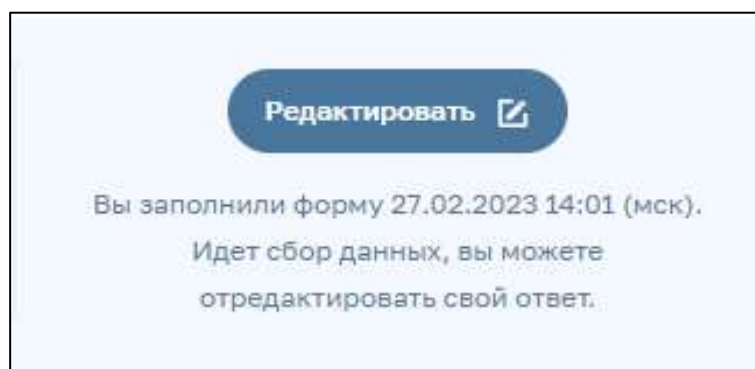 Редактировать
Вы заполнили форму 27.02.2023 14:01 (мск).
Идет сбор данных, вы можете
отредактировать свой ответ.